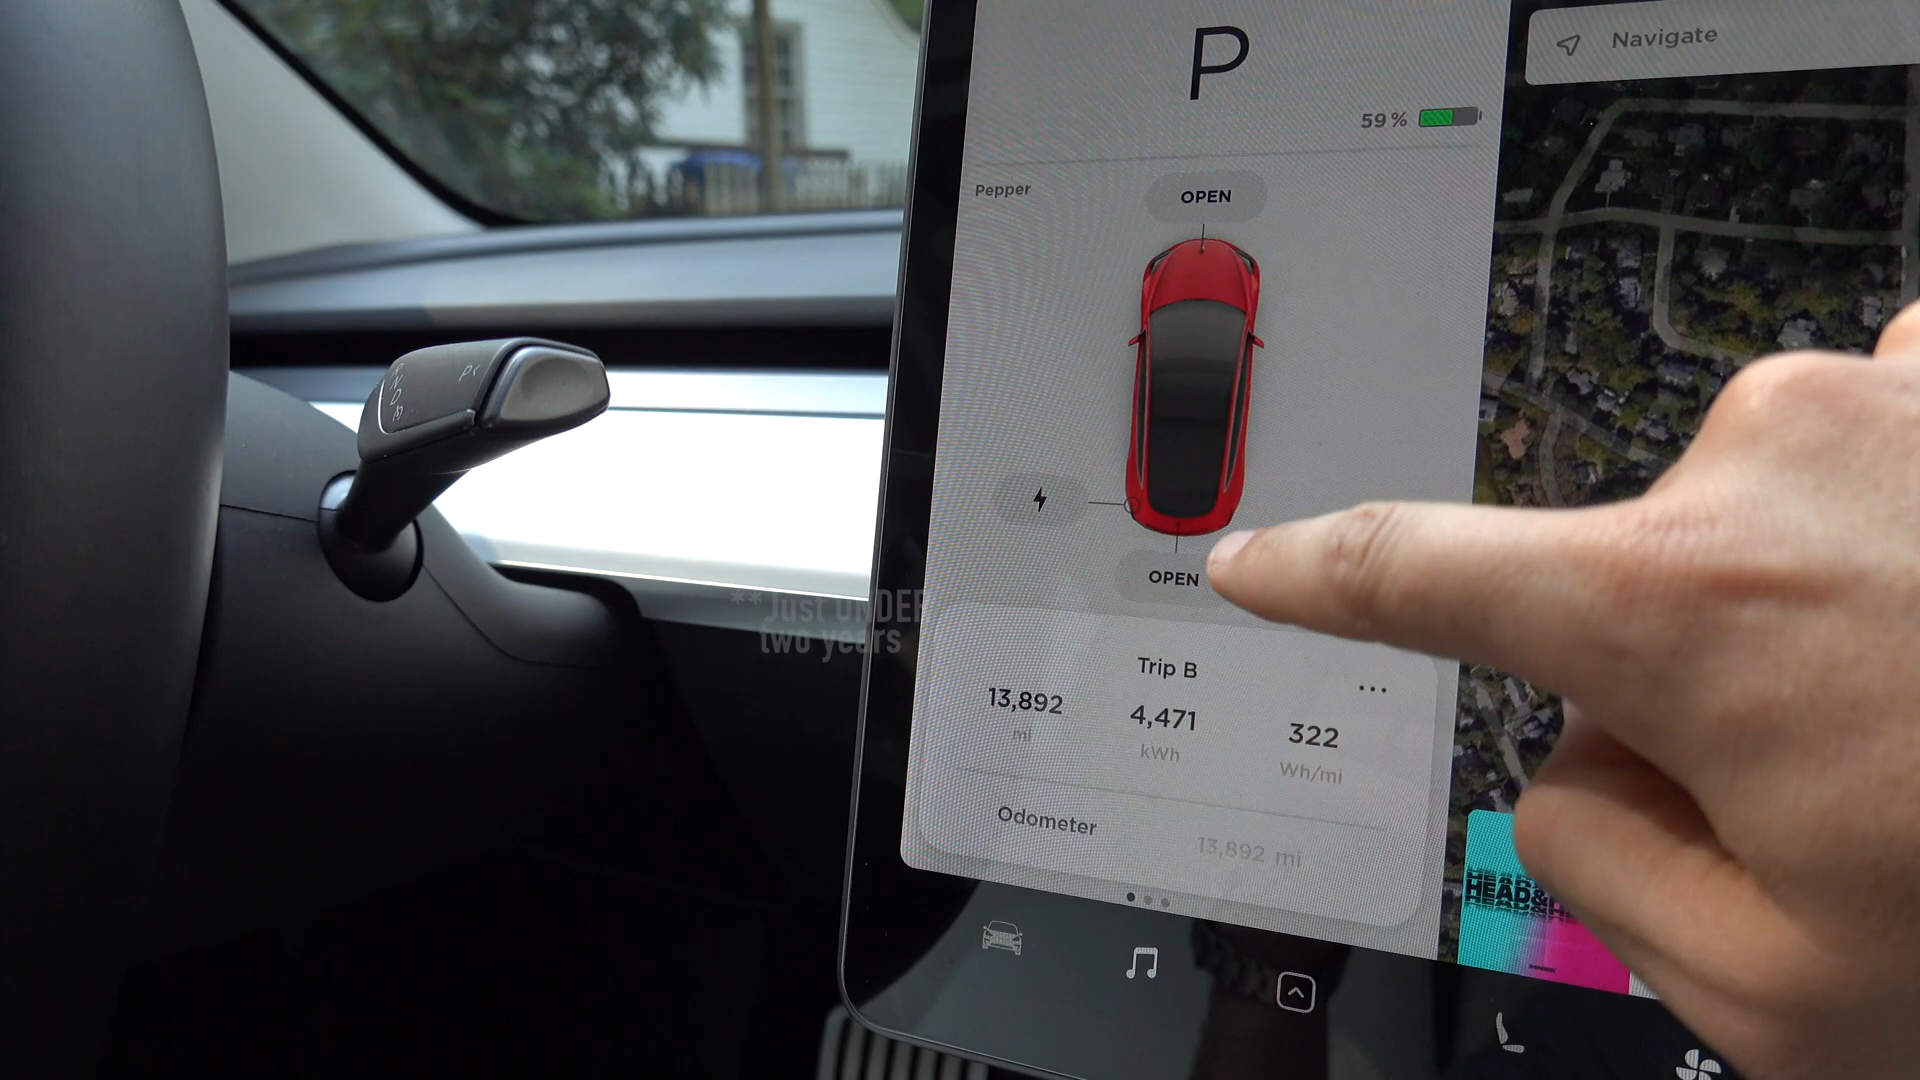 P
Navigate
59 %
Pepper
OPEN
P<
R
N
D
OPEN
**Just UNDER
two years
Trip B
13,892
mi
4,471
kWh
322
Wh/mi
Odometer
13,892 mi
HEAD&